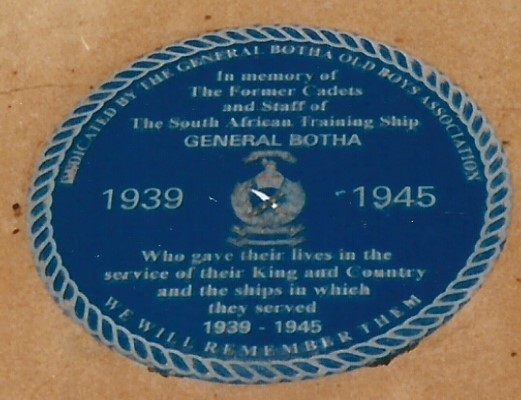 DEDICATED BY THE GENERAL BOTHA OLD BOYS ASSOCIATION
In memory of
The Former Cadets
and Staff of
The South African Training Ship
GENERAL BOTHA
1939 - 1945
Who gave their lives in the
service of their King and Country
and the ships in which
they served
1939 - 1945
WE WILL REMEMBER THEM